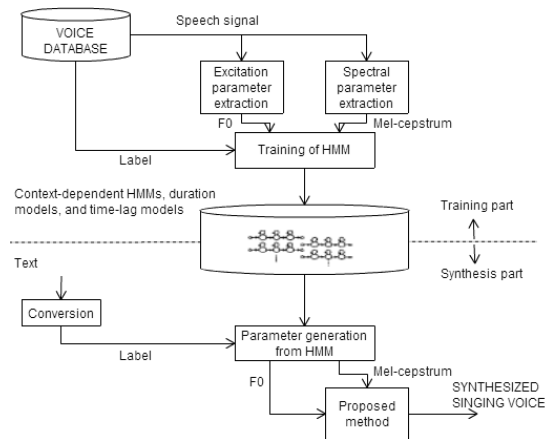 Speech signal
VOICE
DATABASE
Excitation
parameter
extraction
Spectral
parameter
extraction
F0
Mel-cepstrum
Label
Training of HMM
Context-dependent HMMs, duration
models, and time-lag models
Training part
Synthesis part
Text
Conversion
Label
Parameter generation
from HMM
F0
Mel-cepstrum
Proposed
method
SYNTHESIZED
SINGING VOICE